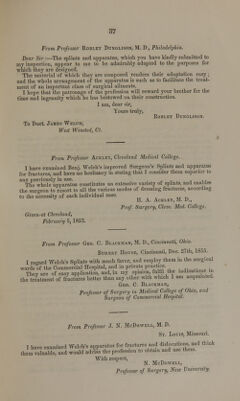 37
From Professor Robley Dunglison, M. D., Philadelphia.
Dear Sir :—The splints and apparatus, which you have kindly submitted to
my inspection, appear to me to be admirably adapted to the purposes for
which they are designed.
The material of which they are composed renders their adaptation easy ;
and the whole arrangement of the apparatus is such as to facilitate the treat-
ment of an important class of surgical ailments.
I hope that the patronage of the profession will reward your brother for the
time and ingenuity which he has bestowed on their construction.
I am, dear sir,
Yours truly,
Robley Dunglison.
To Doct. James Welch,
West Winsted, Ct.
From Professor Ackley, Cleveland Medical College.
I have examined Benj. Welch's improved Surgeon's Splints and apparatus
for fractures, and have no hesitancy in stating that I consider them superior to
any previously in use.
The whole apparatus constitutes an extensive variety of splints, and enables
the surgeon to resort to all the various modes of dressing fractures, according
to the necessity of each individual case.
H. A. Ackley, M. D.,
Prof. Surgery, Cleve. Med. College.
Given at Cleveland,
February 5, 1853.
From Professor Geo. C. Blackman, M. D., Cincinnati, Ohio.
Burnet House, Cincinnati, Dec. 27th, 1855.
I regard Welch's Splints with much favor, and employ them in the surgical
wards of the Commercial Hospital, and in private practice.
They are of easy application, and, in my opinion, fulfil the indications in
the treatment of fractures better than any other with which I am acquainted.
Geo. C. Blackman,
Professor of Surgery in Medical College of Ohio, and
Surgeon of Commercial Hospital.
From Professor J. N. McDowell, M. D.
St. Louis, Missouri.
I have examined Welch's apparatus for fractures and dislocations, and think
them valuable, and would advise the profession to obtain and use them.
With respect,
N. McDowell,
Professor of Surgery, New University.